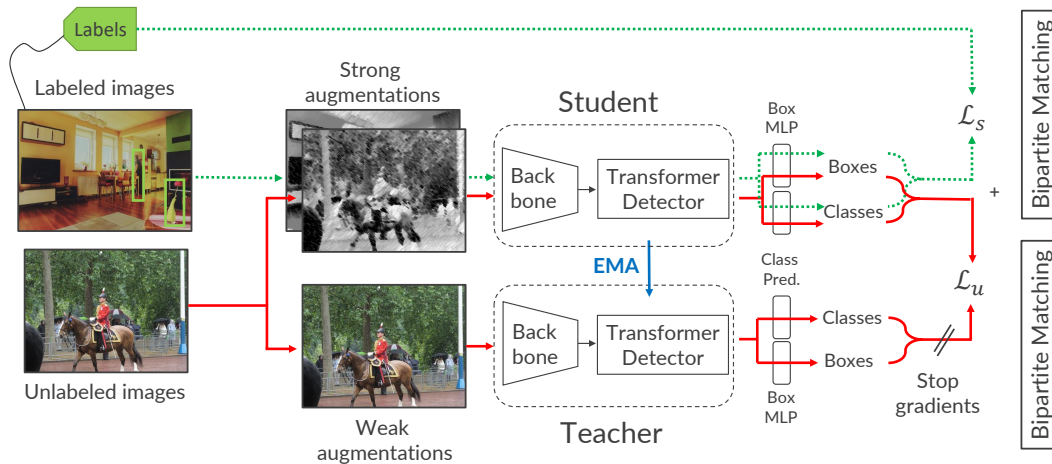 Labels
Labeled images
Strong
augmentations
Student
Box
MLP
ℒs
Bipartite Matching
Back
bone
Transformer
Detector
Boxes
Classes
+
EMA
Class
Pred.
ℒu
Bipartite Matching
Back
bone
Transformer
Detector
Classes
Boxes
Unlabeled images
Weak
augmentations
Teacher
Box
MLP
Stop
gradients